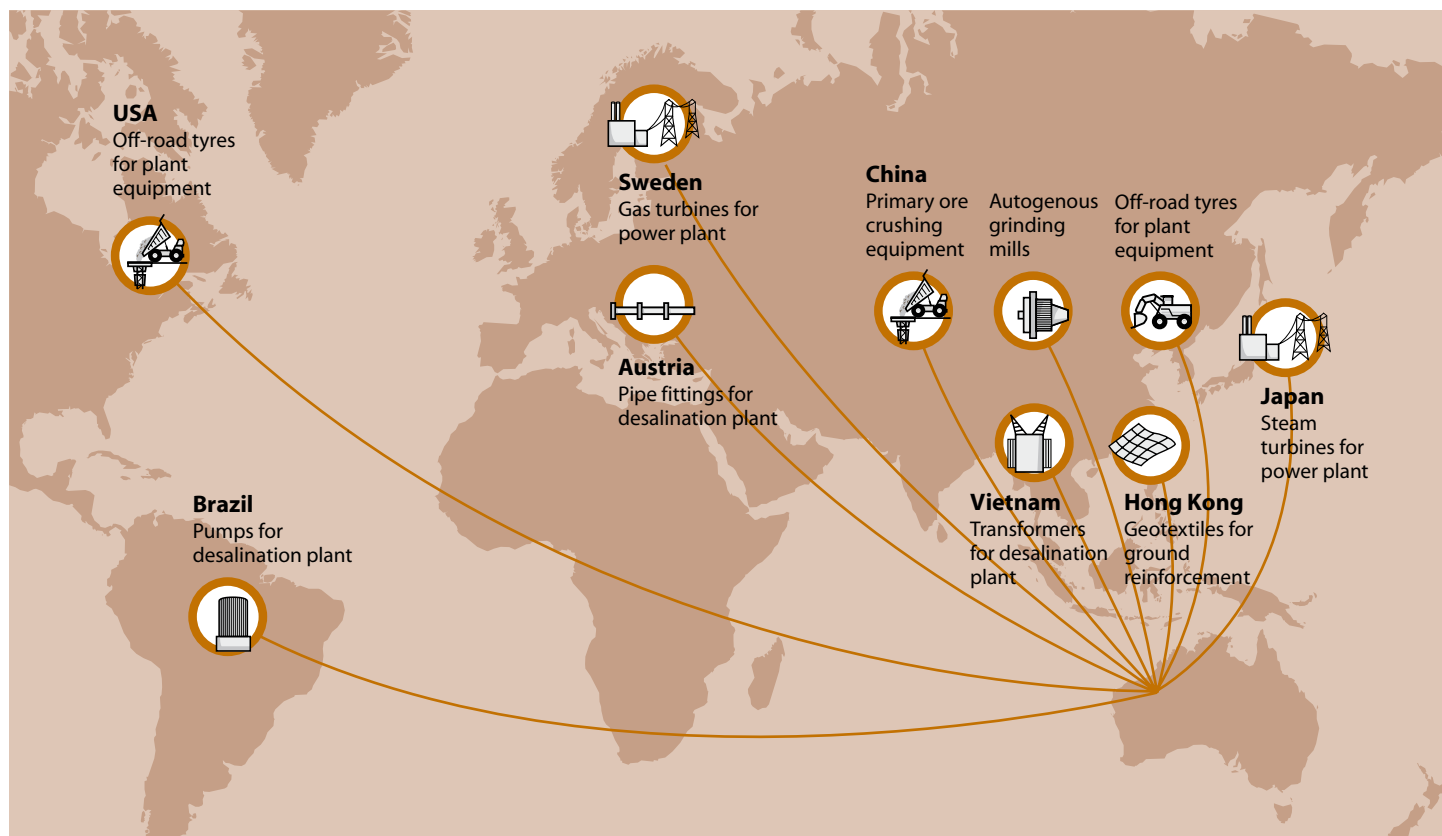 USA
Off-road tyres
for plant
equipment
Sweden
Gas turbines for
power plant
China
Primary ore
crushing
equipment
Autogenous
grinding
mills
Off-road tyres
for plant
equipment
Austria
Pipe fittings for
desalination plant
Japan
Steam
turbines for
power plant
Brazil
Pumps for
desalination plant
Vietnam
Transformers
for desalination
plant
Hong Kong
Geotextiles for
ground
reinforcement